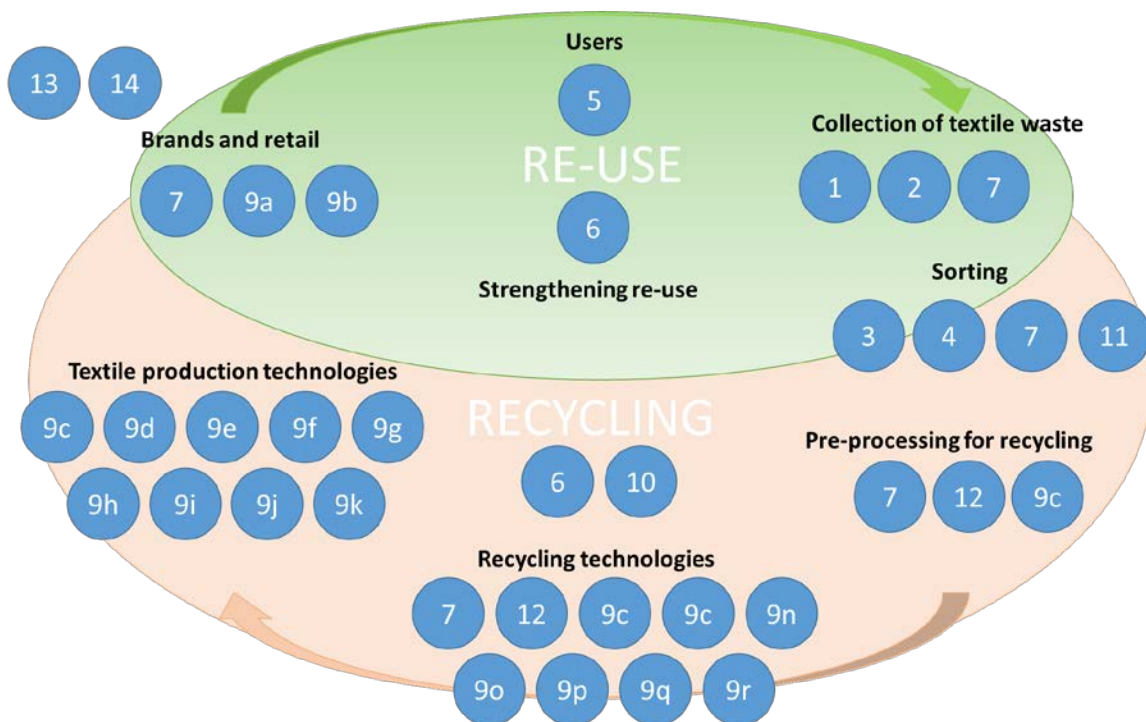 Users
13 14
5
Brands and retail
Collection of textile waste
RE-USE
7 9a 9b
1 2 7
6
Sorting
Strengthening re-use
3 4 7 11
Textile production technologies
RECYCLING
9c 9d 9e 9f 9g
Pre-processing for recycling
6 10
9h 9i 9j 9k
7 12 9c
Recycling technologies
7 12 9c 9c 9n
9o 9p 9q 9r